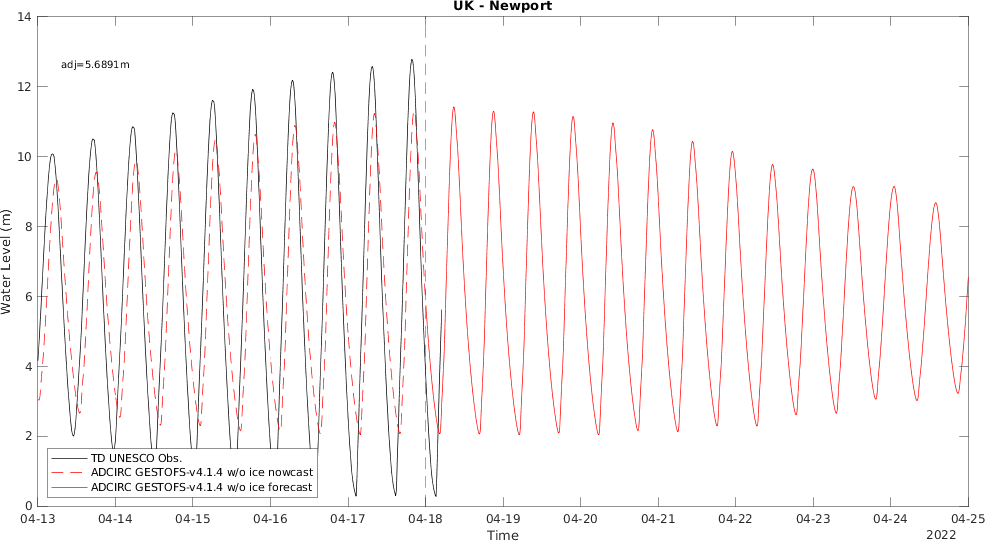 UK - Newport
14
12
10
8
6
4
2
0
Water Level (m)
adj=5.6891m
TD UNESCO Obs.
ADCIRC GESTOFS-v4.1.4 w/o ice nowcast
ADCIRC GESTOFS-v4.1.4 w/o ice forecast
04-13 04-14 04-15 04-16 04-17 04-18 04-19 04-20 04-21 04-22 04-23 04-24 04-25
Time
2022